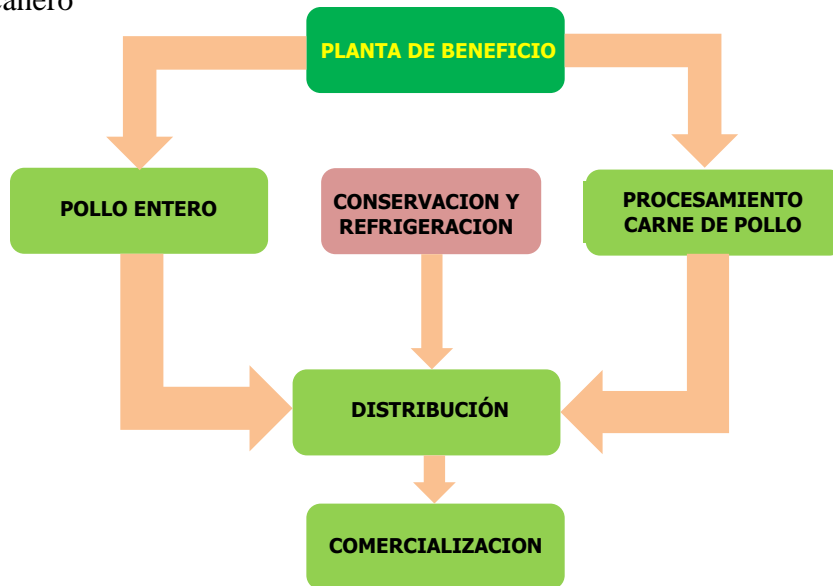 PLANTA DE BENEFICIO
POLLO ENTERO
CONSERVACION Y
REFRIGERACION
PROCESAMIENTO
CARNE DE POLLO
DISTRIBUCIÓN
COMERCIALIZACION